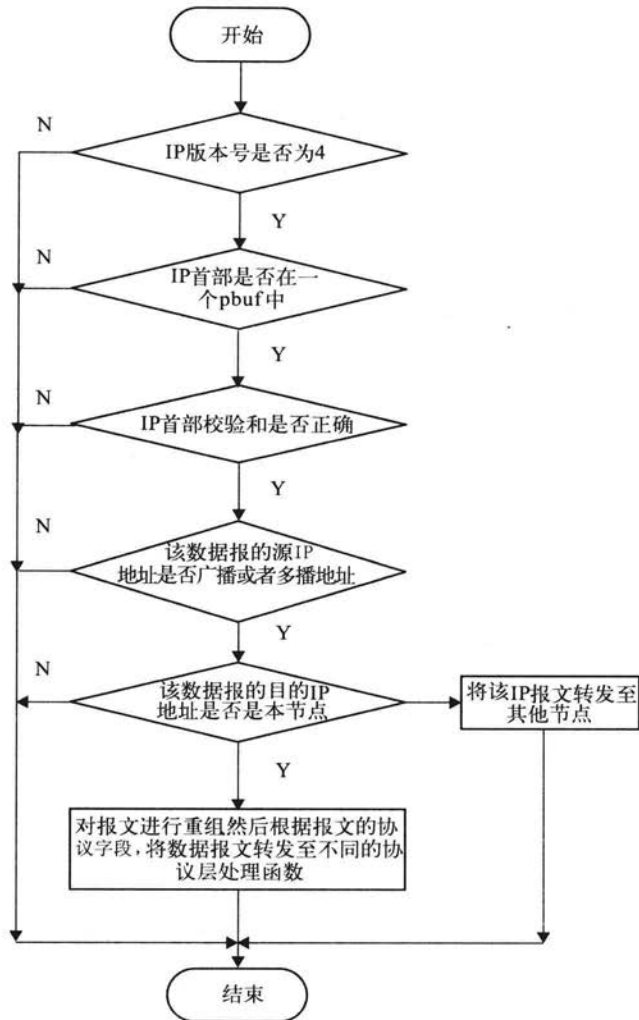 开始
N
IP版本号是否为4
Y
N
IP首部是否在一
个pbuf中
Y
N
IP首部校验和是否正确
Y
N
该数据报的源IP
地址是否广播或者多播地址
Y
N
该数据报的目的IP
地址是否是本节点
将该IP报文转发至
其他节点
Y
对报文进行重组然后根据报文的协
议字段，将数据报文转发至不同的协
议层处理函数
结束